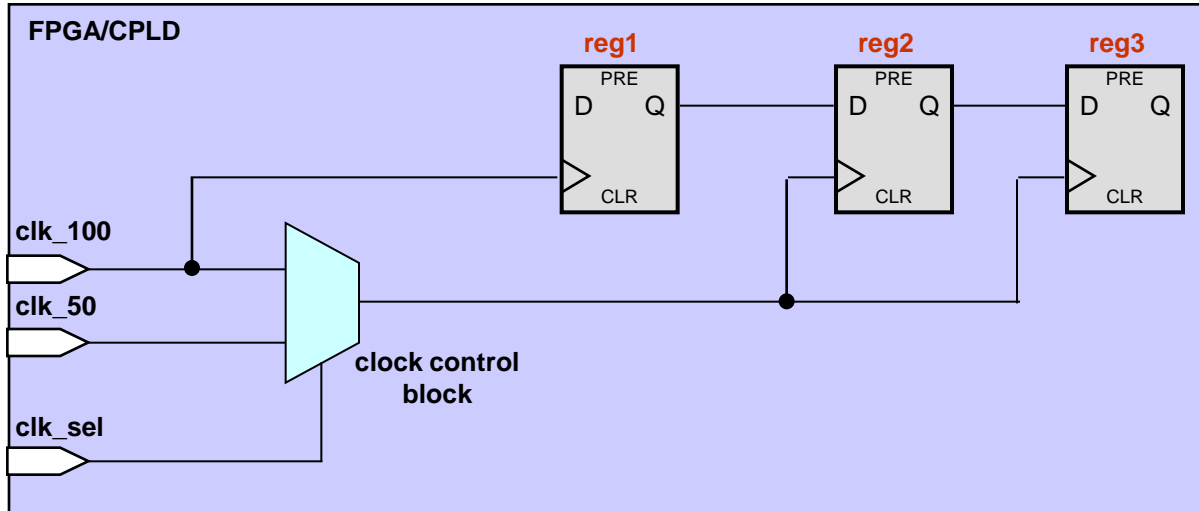 FPGA/CPLD
reg1
reg2
reg3
PRE
D Q
CLR
PRE
D Q
CLR
PRE
D Q
CLR
clk_100
clk_50
clock control
block
clk_sel